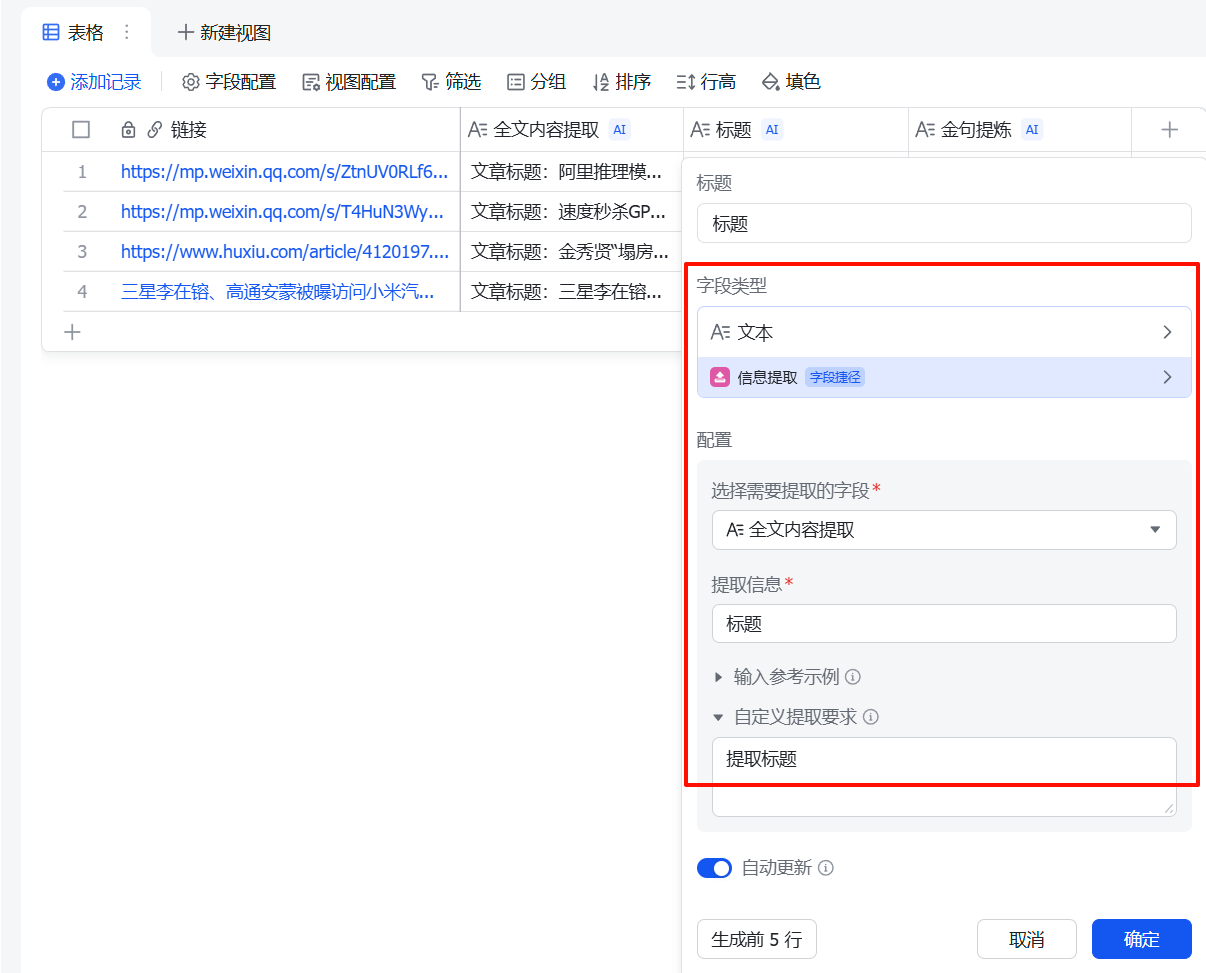 表格 新建视图
添加记录 字段配置 视图配置 筛选 分组 排序 行高 填色
链接 全文内容提取 AI 标题 AI 金句提炼 AI
1 https://mp.weixin.qq.com/s/ZtnUV0RLf6... 文章标题：阿里推理模...
2 https://mp.weixin.qq.com/s/T4HuN3Wy... 文章标题：速度秒杀GP...
3 https://www.huxiu.com/article/4120197.... 文章标题：金秀贤“塌房...
4 三星李在镕、高通安蒙被曝访问小米汽... 文章标题：三星李在镕...
标题
标题
字段类型
文本
信息提取 字段捷径
配置
选择需要提取的字段*
全文内容提取
提取信息*
标题
输入参考示例
自定义提取要求
提取标题
自动更新
生成前 5 行 取消 确定